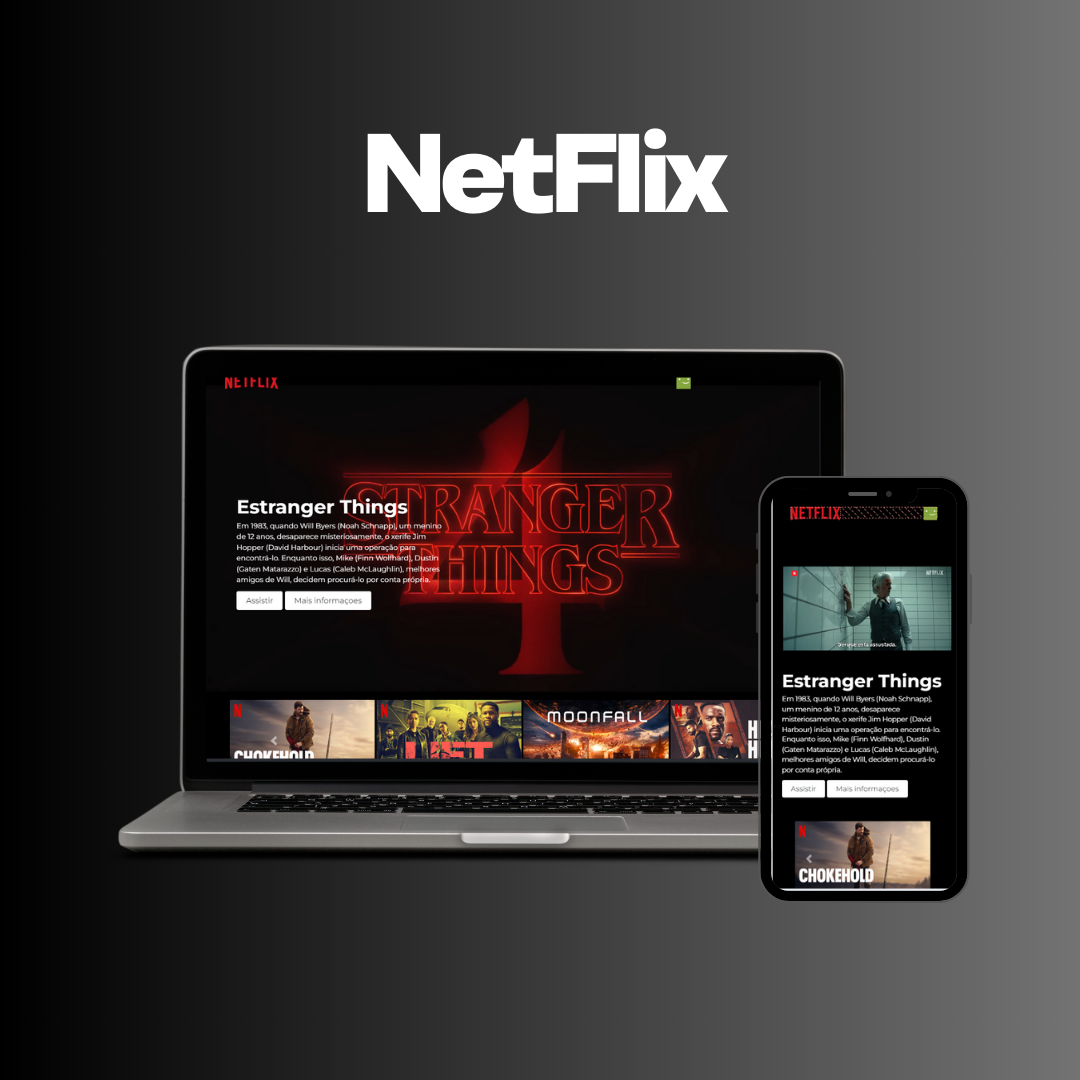 NetFlix
NETFLIX
STRANGER
THINGS
4
Estranger Things
Em 1983, quando Will Byers (Noah Schnapp), um menino
de 12 anos, desaparece misteriosamente, o xerife Jim
Hopper (David Harbour) inicia uma operação para
encontrá-lo. Enquanto isso, Mike (Finn Wolfhard), Dustin
(Gaten Matarazzo) e Lucas (Caleb McLaughlin), melhores
amigos de Will, decidem procurá-lo por conta própria.
Assistir
Mais informaçoes
N
CHOKEHOLD
N
LIST
MOONFALL
N
H
H
NETFLIX
NETFLIX
Estranger Things
Em 1983, quando Will Byers (Noah Schnapp),
um menino de 12 anos, desaparece
misteriosamente, o xerife Jim Hopper (David
Harbour) inicia uma operação para encontrá-lo.
Enquanto isso, Mike (Finn Wolfhard), Dustin
(Gaten Matarazzo) e Lucas (Caleb McLaughlin),
melhores amigos de Will, decidem procurá-lo
por conta própria.
Assistir
Mais informaçoes
N
CHOKEHOLD